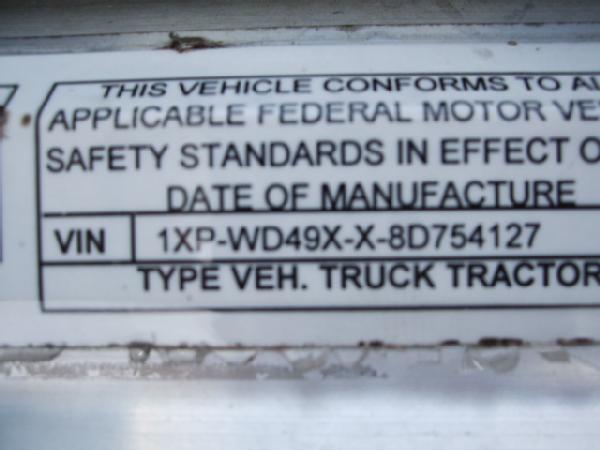 THIS VEHICLE CONFORMS TO AL
APPLICABLE FEDERAL MOTOR VE
SAFETY STANDARDS IN EFFECT O
DATE OF MANUFACTURE
VIN 1XP-WD49X-X-8D754127
TYPE VEH. TRUCK TRACTOR